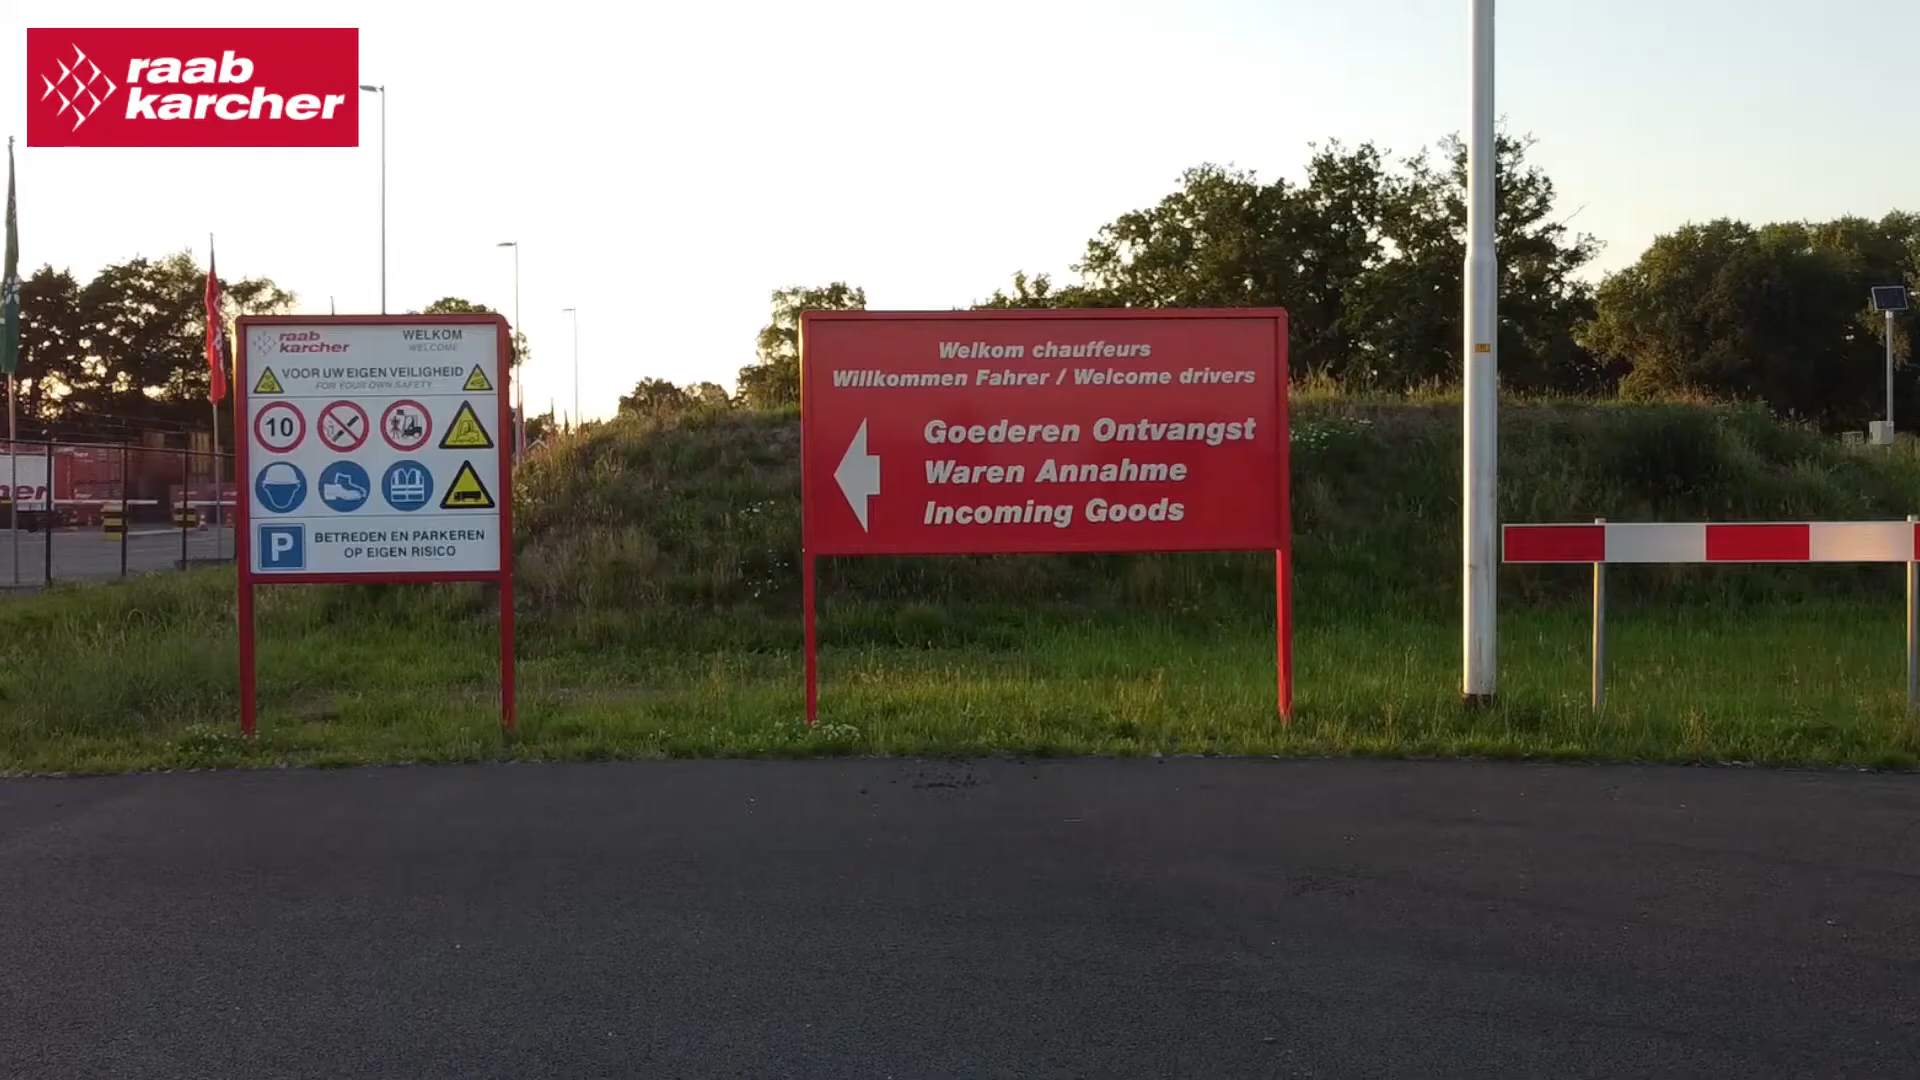 raab
karcher
raab
karcher
WELKOM
WELCOME
VOOR UW EIGEN VEILIGHEID
FOR YOUR OWN SAFETY
10
P
BETREDEN EN PARKEREN
OP EIGEN RISICO
Welkom chauffeurs
Willkommen Fahrer / Welcome drivers
Goederen Ontvangst
Waren Annahme
Incoming Goods